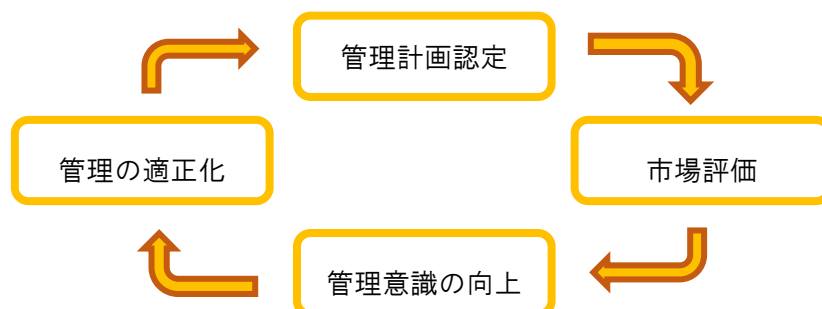 管理計画認定
管理の適正化
市場評価
管理意識の向上